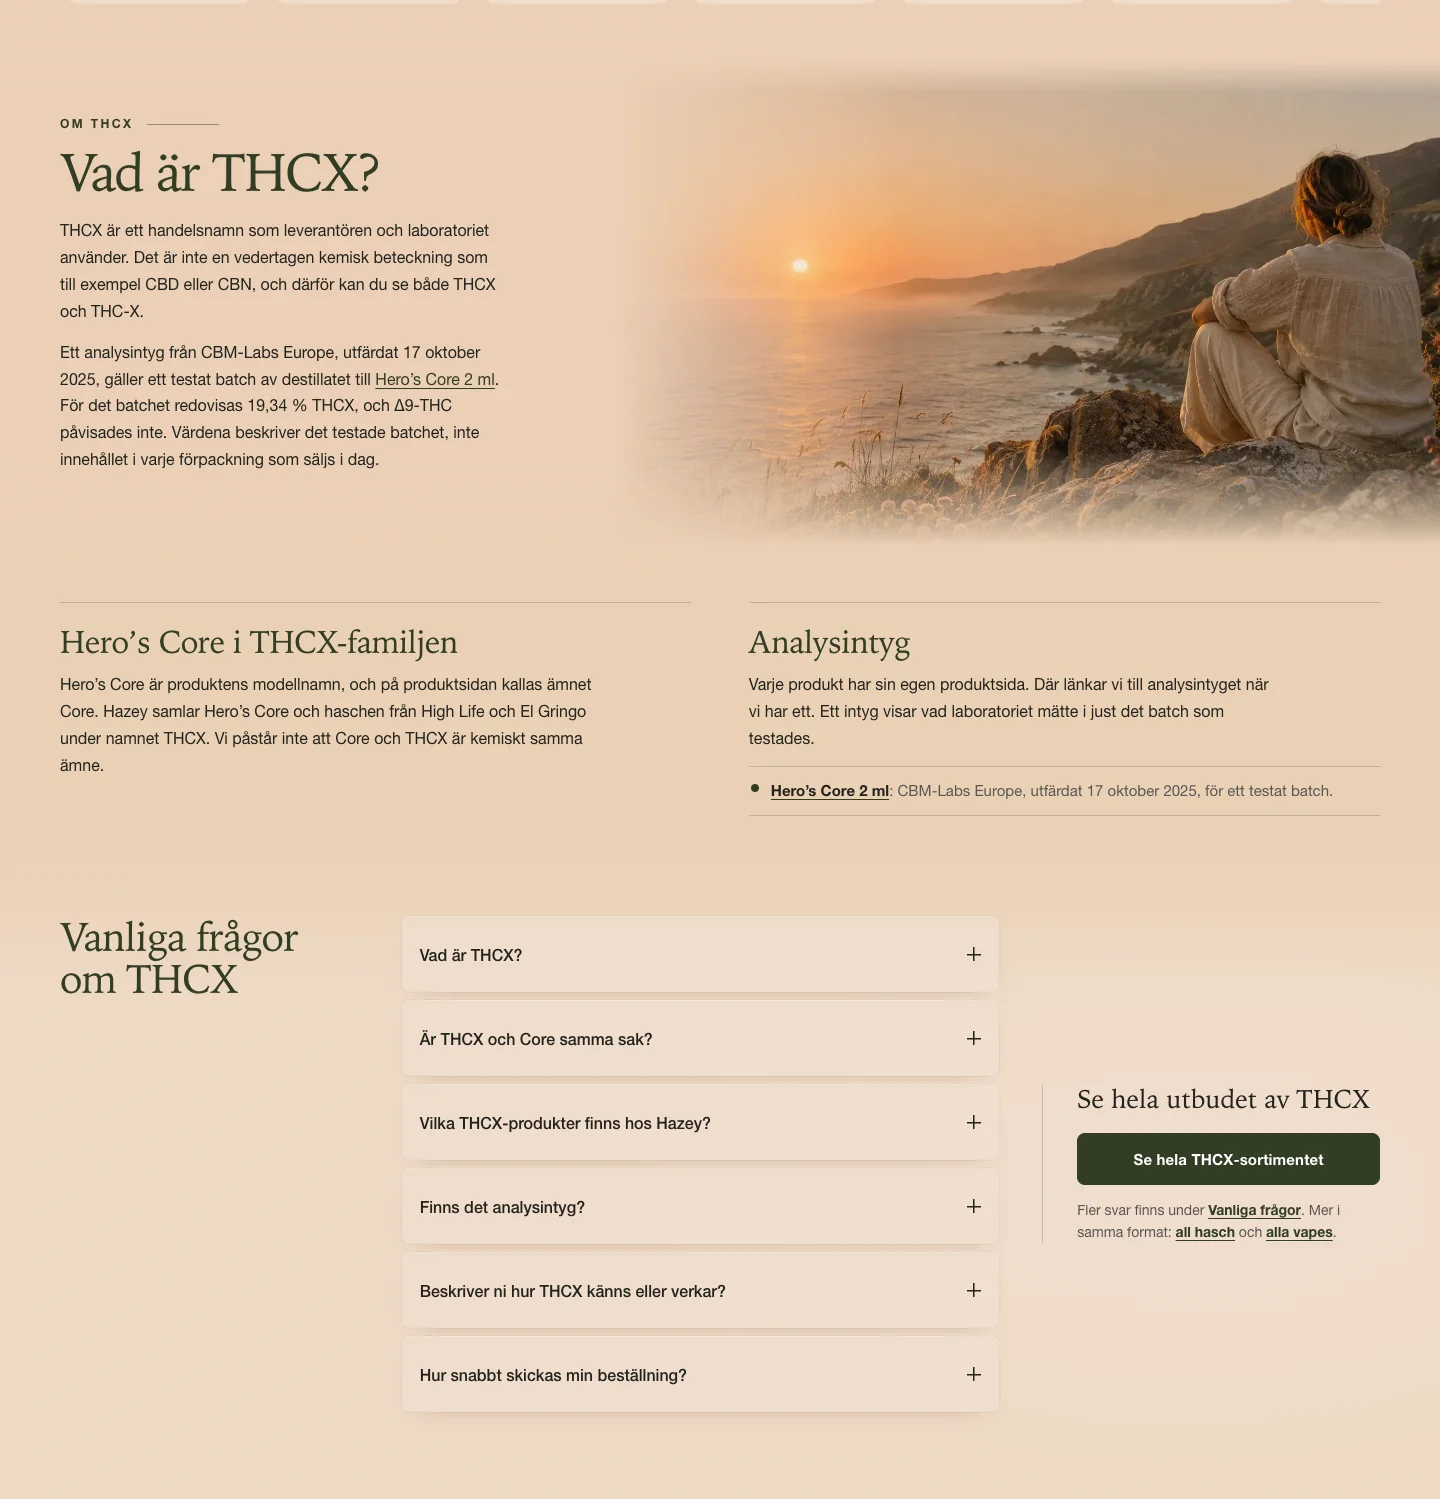 OM THCX
Vad är THCX?
THCX är ett handelsnamn som leverantören och laboratoriet
använder. Det är inte en vedertagen kemisk beteckning som
till exempel CBD eller CBN, och därför kan du se både THCX
och THC-X.
Ett analysintyg från CBM-Labs Europe, utfärdat 17 oktober
2025, gäller ett testat batch av destillatet till Hero’s Core 2 ml.
För det batchet redovisas 19,34 % THCX, och Δ9-THC
påvisades inte. Värdena beskriver det testade batchet, inte
innehållet i varje förpackning som säljs i dag.
Hero’s Core i THCX-familjen
Hero’s Core är produktens modellnamn, och på produktsidan kallas ämnet
Core. Hazey samlar Hero’s Core och haschen från High Life och El Gringo
under namnet THCX. Vi påstår inte att Core och THCX är kemiskt samma
ämne.
Analysintyg
Varje produkt har sin egen produktsida. Där länkar vi till analysintyget när
vi har ett. Ett intyg visar vad laboratoriet mätte i just det batch som
testades.
Hero’s Core 2 ml: CBM-Labs Europe, utfärdat 17 oktober 2025, för ett testat batch.
Vanliga frågor
om THCX
Vad är THCX?
Är THCX och Core samma sak?
Vilka THCX-produkter finns hos Hazey?
Finns det analysintyg?
Beskriver ni hur THCX känns eller verkar?
Hur snabbt skickas min beställning?
Se hela utbudet av THCX
Se hela THCX-sortimentet
Fler svar finns under Vanliga frågor. Mer i
samma format: all hasch och alla vapes.